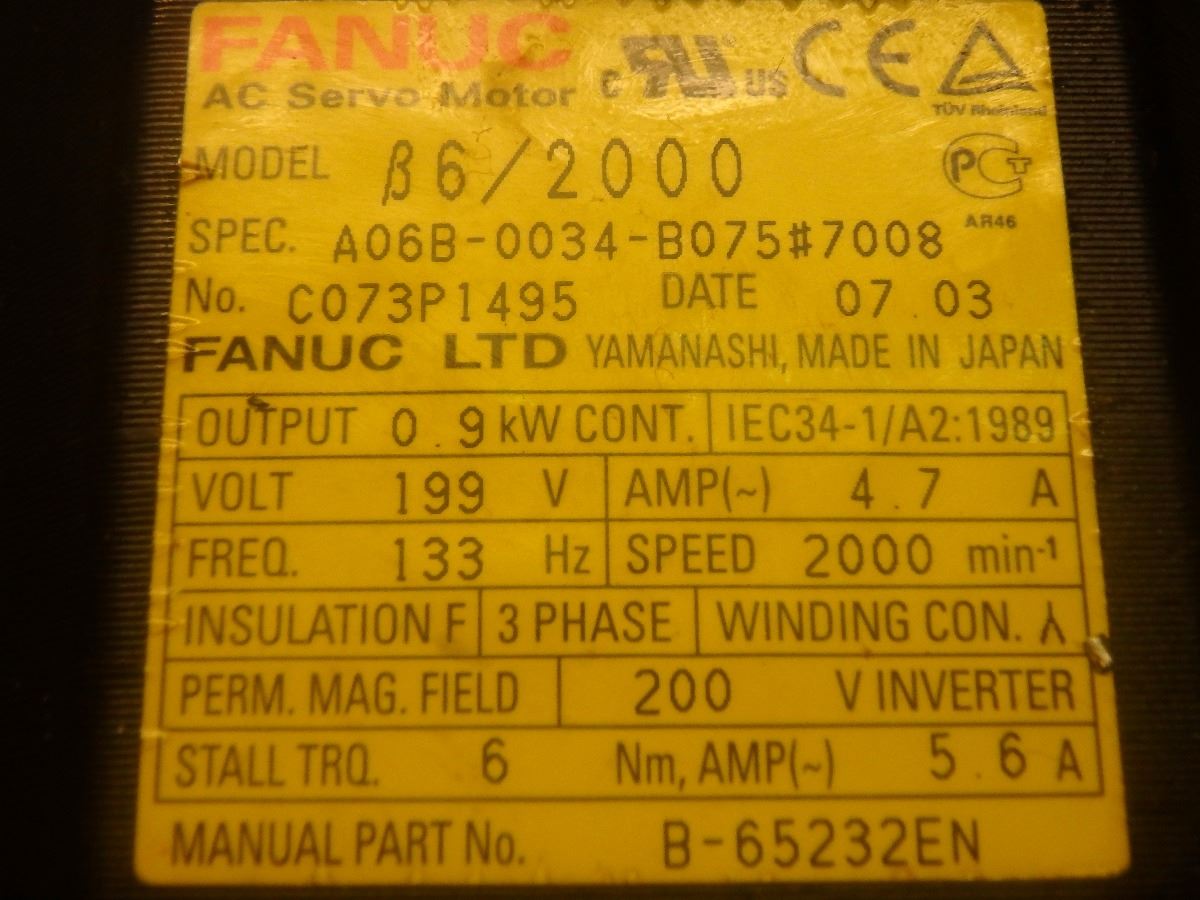 FANUC
c RU US CE
AC Servo Motor
TÜV Rheinland
MODEL β6/2000
PCT
AR46
SPEC. A06B-0034-B075#7008
No. C073P1495 DATE 07.03
FANUC LTD YAMANASHI, MADE IN JAPAN
OUTPUT 0.9 kW CONT. IEC34-1/A2:1989
VOLT 199 V AMP(~) 4.7 A
FREQ. 133 Hz SPEED 2000 min-¹
INSULATION F 3 PHASE WINDING CON. ⅄
PERM. MAG. FIELD 200 V INVERTER
STALL TRQ. 6 Nm, AMP(~) 5.6 A
MANUAL PART No. B-65232EN